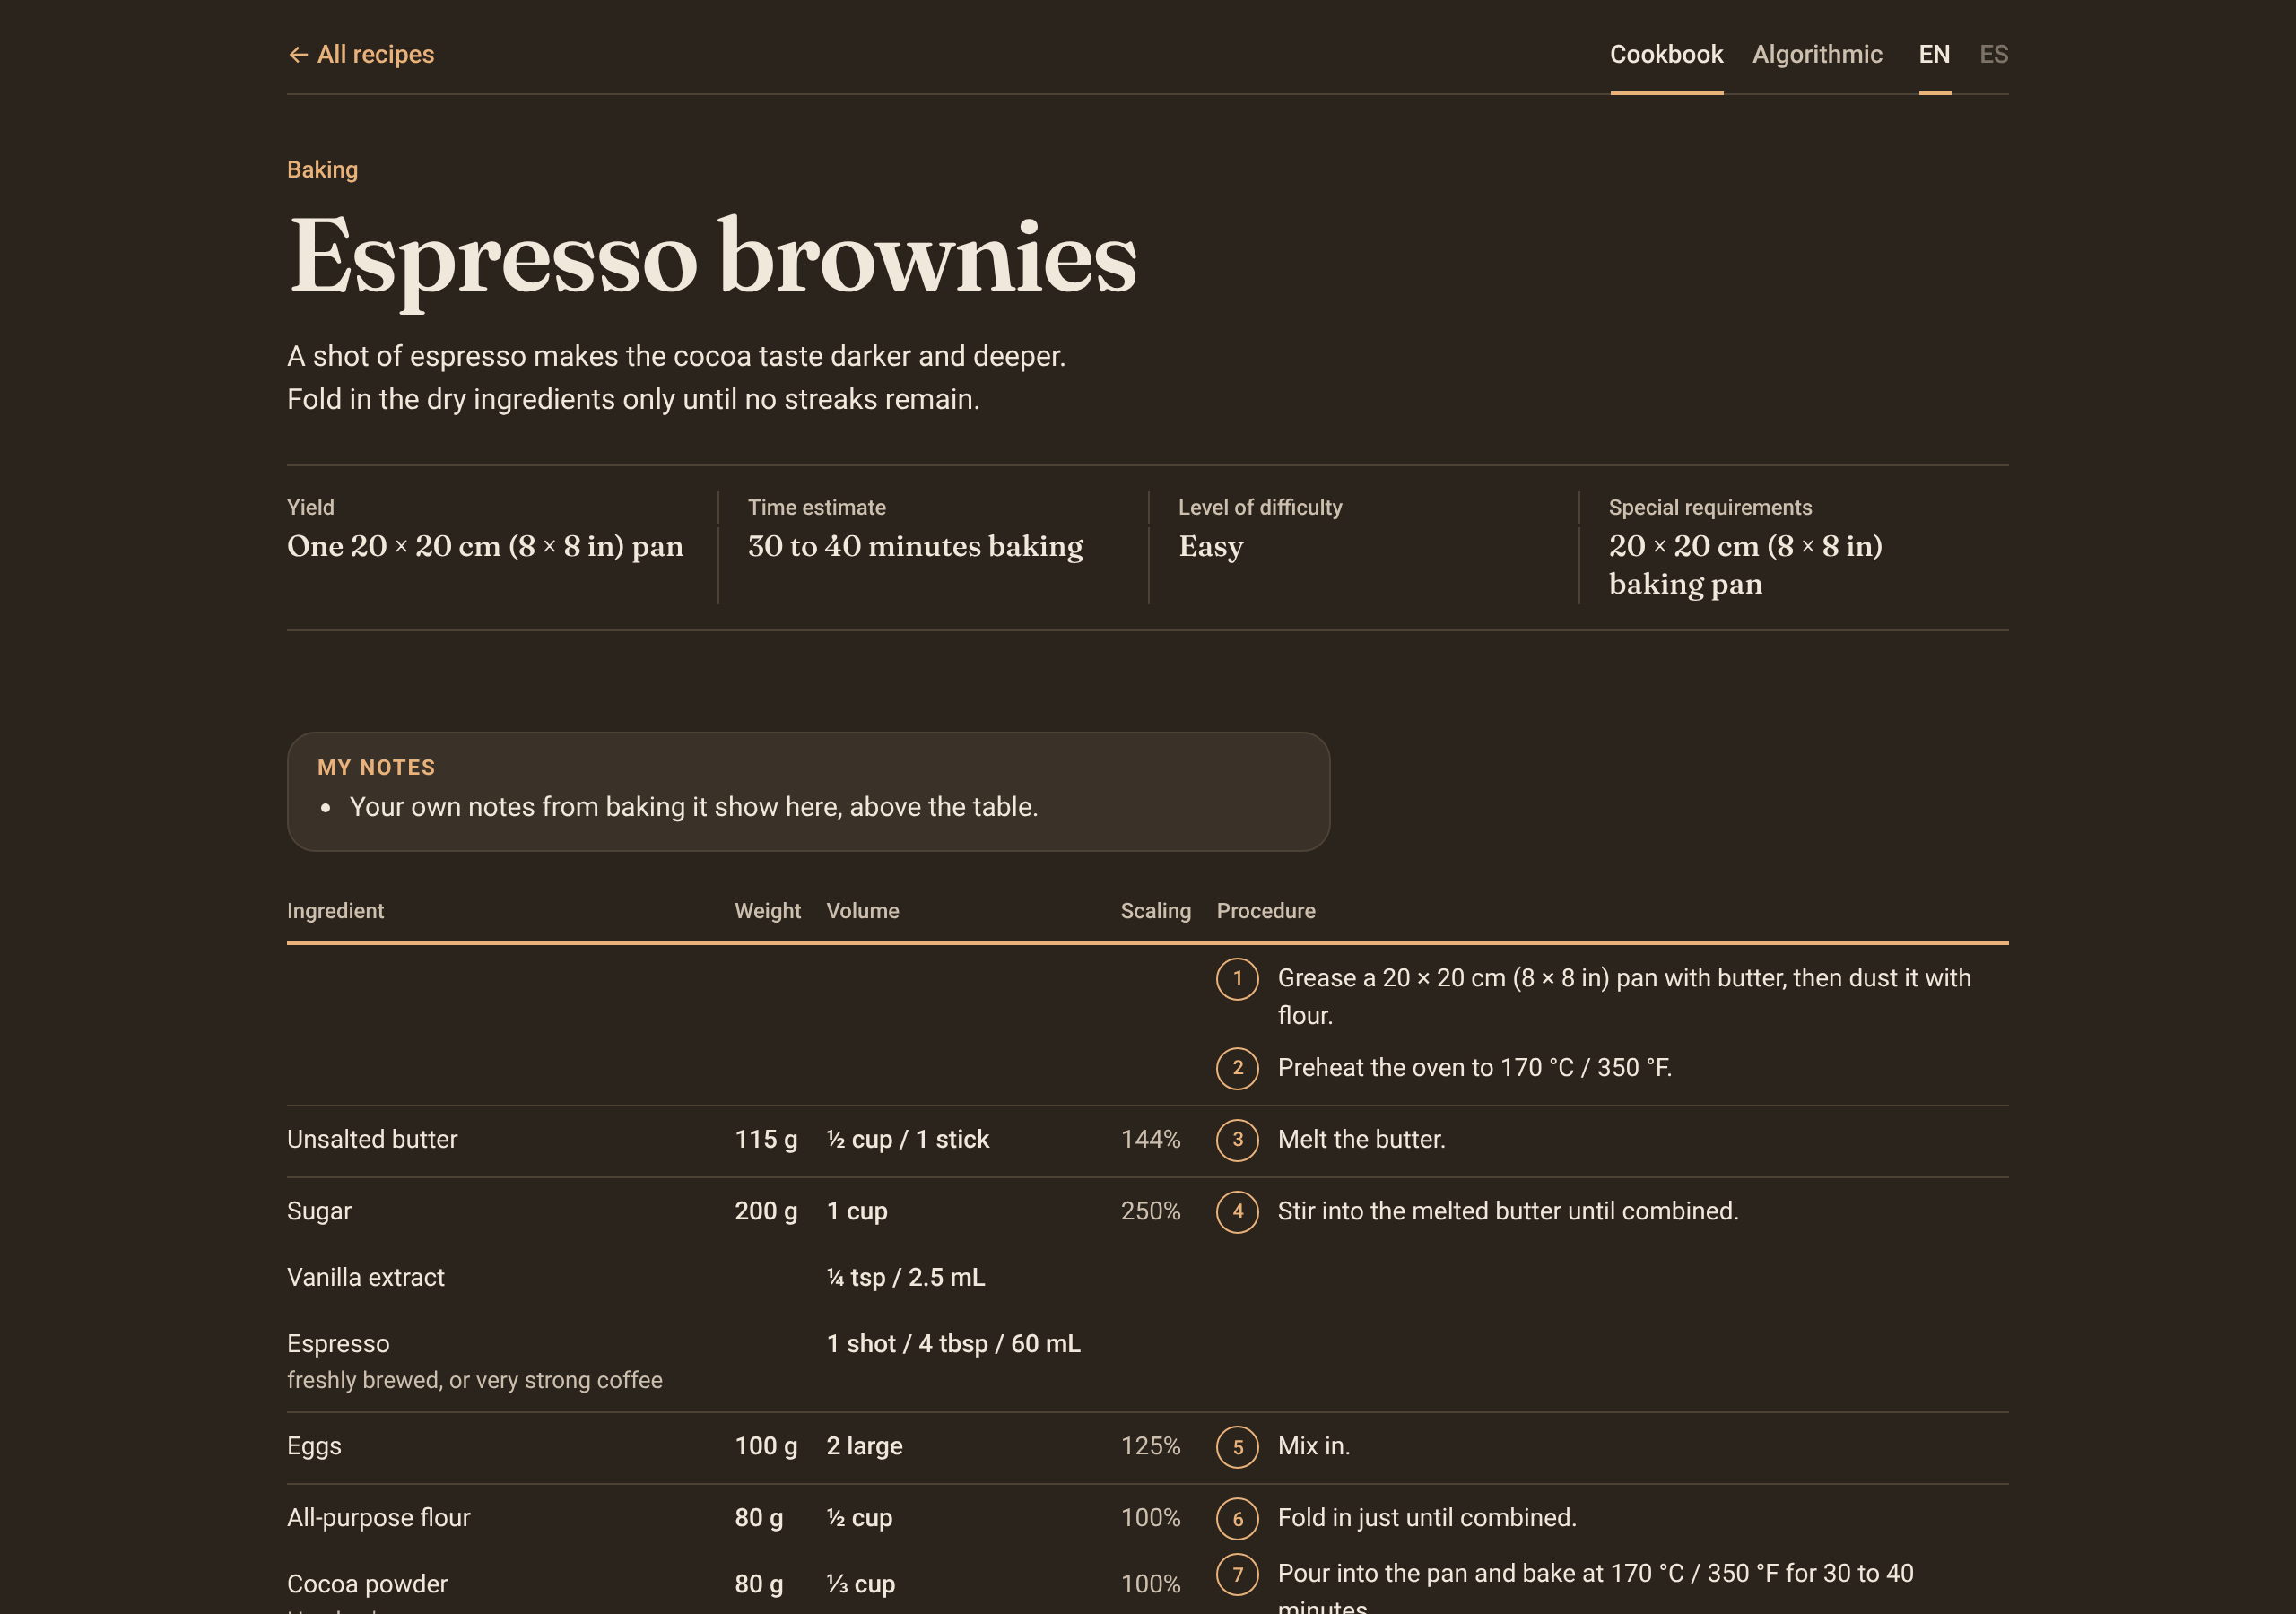 ← All recipes
Cookbook Algorithmic EN ES
Baking
Espresso brownies
A shot of espresso makes the cocoa taste darker and deeper.
Fold in the dry ingredients only until no streaks remain.
Yield
One 20 × 20 cm (8 × 8 in) pan
Time estimate
30 to 40 minutes baking
Level of difficulty
Easy
Special requirements
20 × 20 cm (8 × 8 in)
baking pan
MY NOTES
• Your own notes from baking it show here, above the table.
Ingredient Weight Volume Scaling Procedure
1 Grease a 20 × 20 cm (8 × 8 in) pan with butter, then dust it with
flour.
2 Preheat the oven to 170 °C / 350 °F.
Unsalted butter 115 g ½ cup / 1 stick 144% 3 Melt the butter.
Sugar 200 g 1 cup 250% 4 Stir into the melted butter until combined.
Vanilla extract ¼ tsp / 2.5 mL
Espresso 1 shot / 4 tbsp / 60 mL
freshly brewed, or very strong coffee
Eggs 100 g 2 large 125% 5 Mix in.
All-purpose flour 80 g ½ cup 100% 6 Fold in just until combined.
Cocoa powder 80 g ⅓ cup 100% 7 Pour into the pan and bake at 170 °C / 350 °F for 30 to 40
minutes